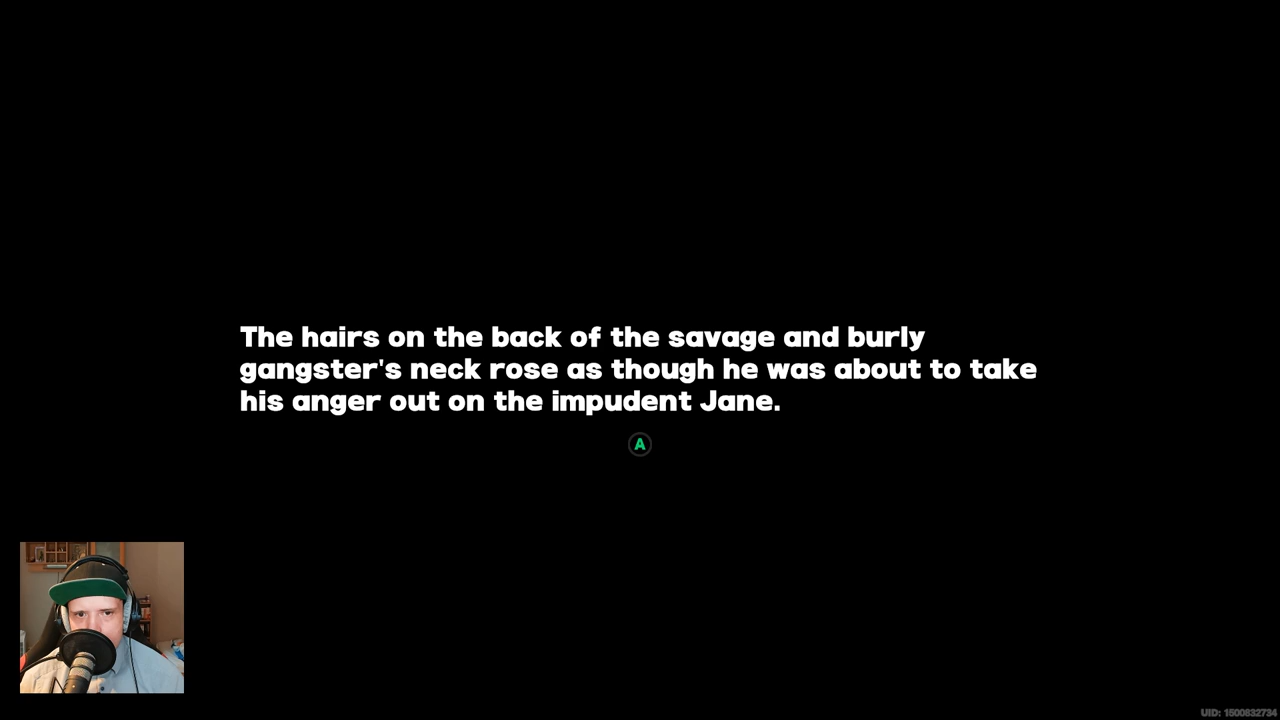 The hairs on the back of the savage and burly
gangster's neck rose as though he was about to take
his anger out on the impudent Jane.
A
UID: 1500832734